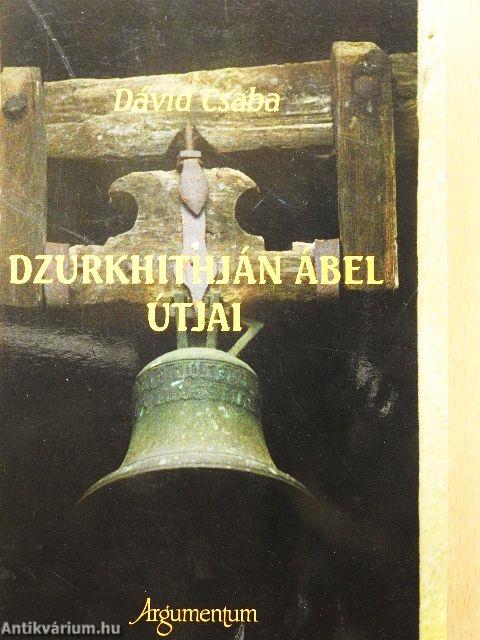 Dávid Csaba
DZURKHITHJÁN ÁBEL
ÚTJAI
Argumentum
Antikvárium.hu